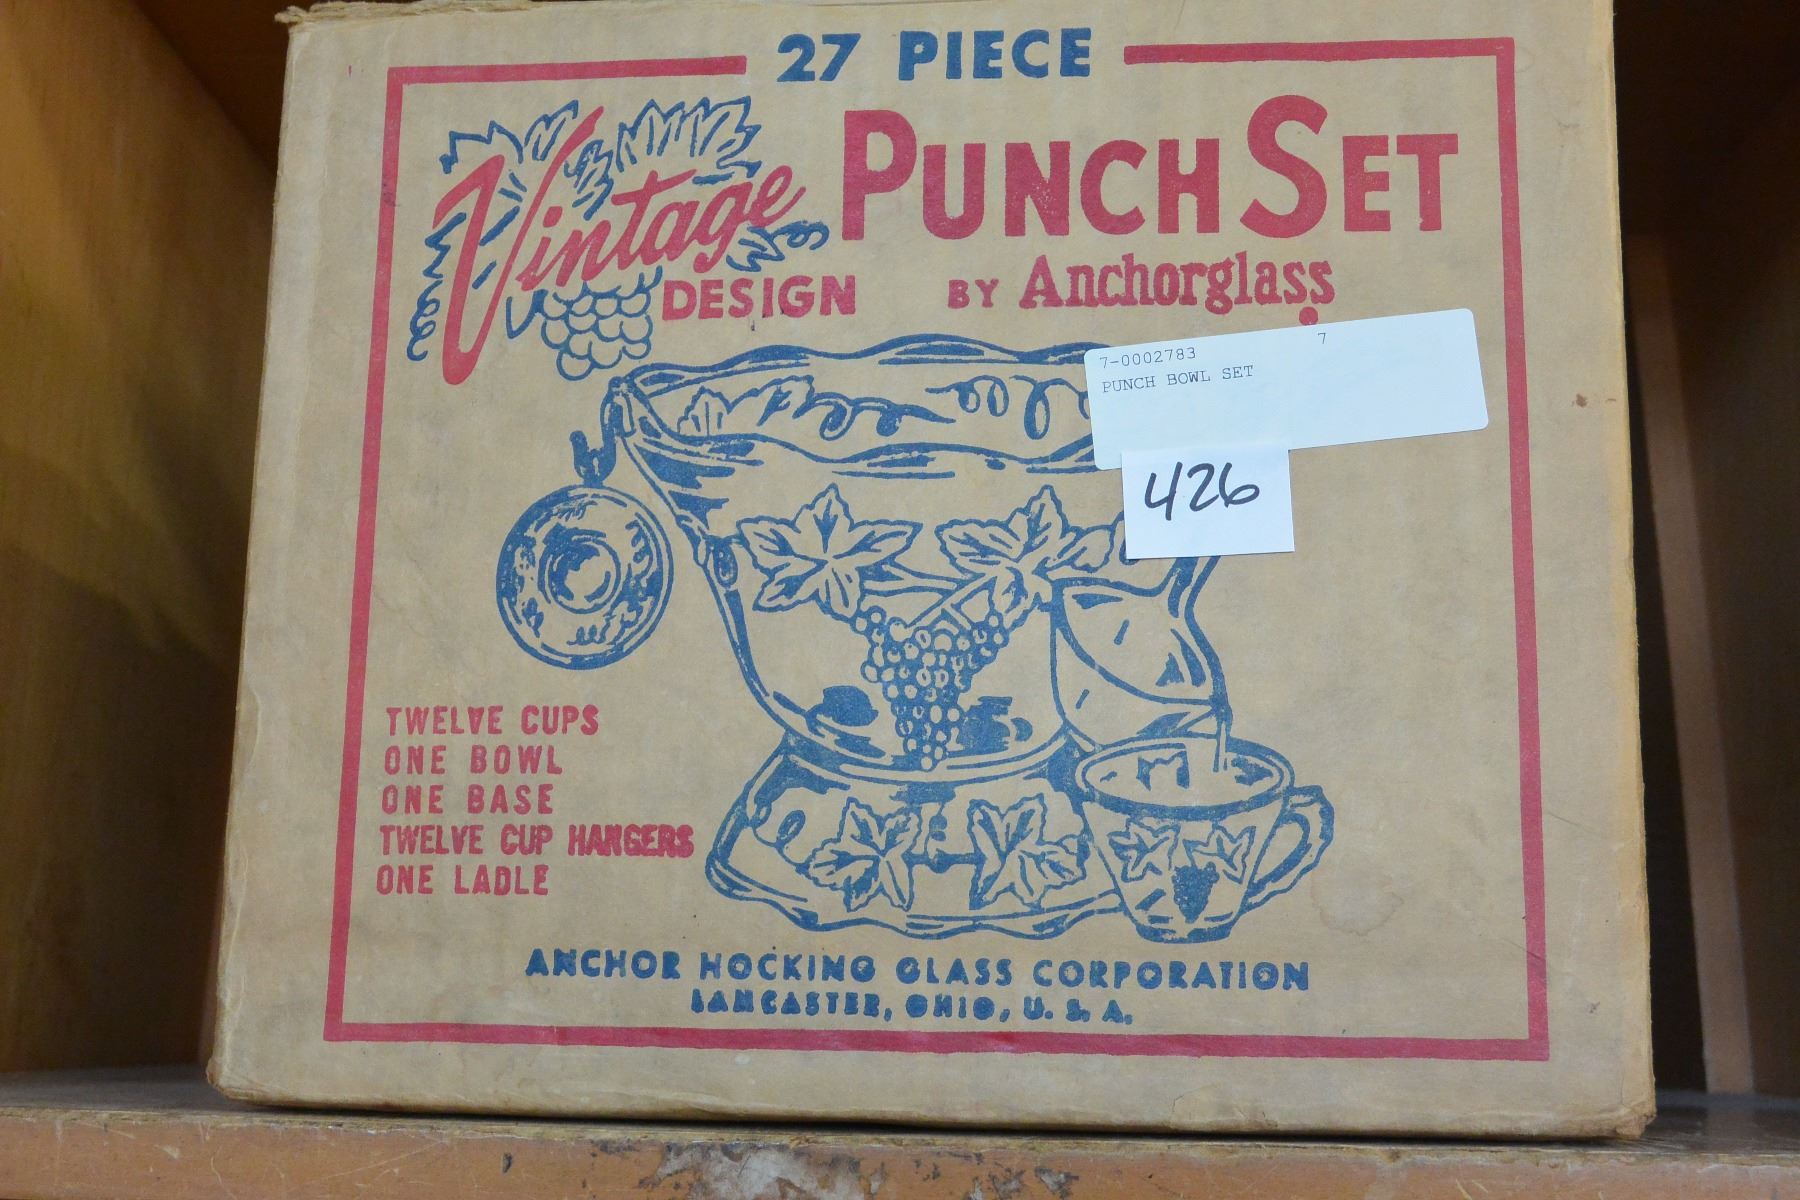 27 PIECE
Vintage PUNCH SET
DESIGN BY Anchorglass
7-0002783 7
PUNCH BOWL SET
426
TWELVE CUPS
ONE BOWL
ONE BASE
TWELVE CUP HANGERS
ONE LADLE
ANCHOR HOCKING GLASS CORPORATION
LANCASTER, OHIO, U. S. A.